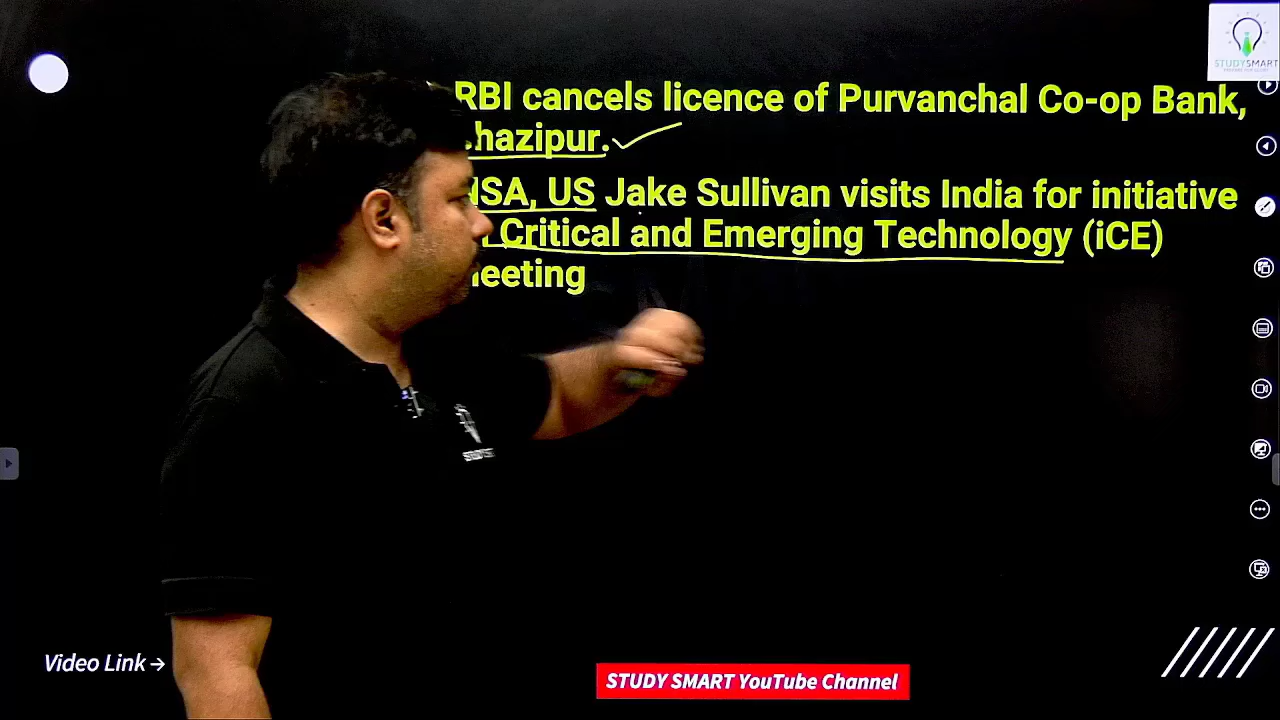 STUDYSMART
RBI cancels licence of Purvanchal Co-op Bank,
hazipur.
NSA, US Jake Sullivan visits India for initiative
Critical and Emerging Technology (iCE)
eeting
Video Link →
STUDY SMART YouTube Channel